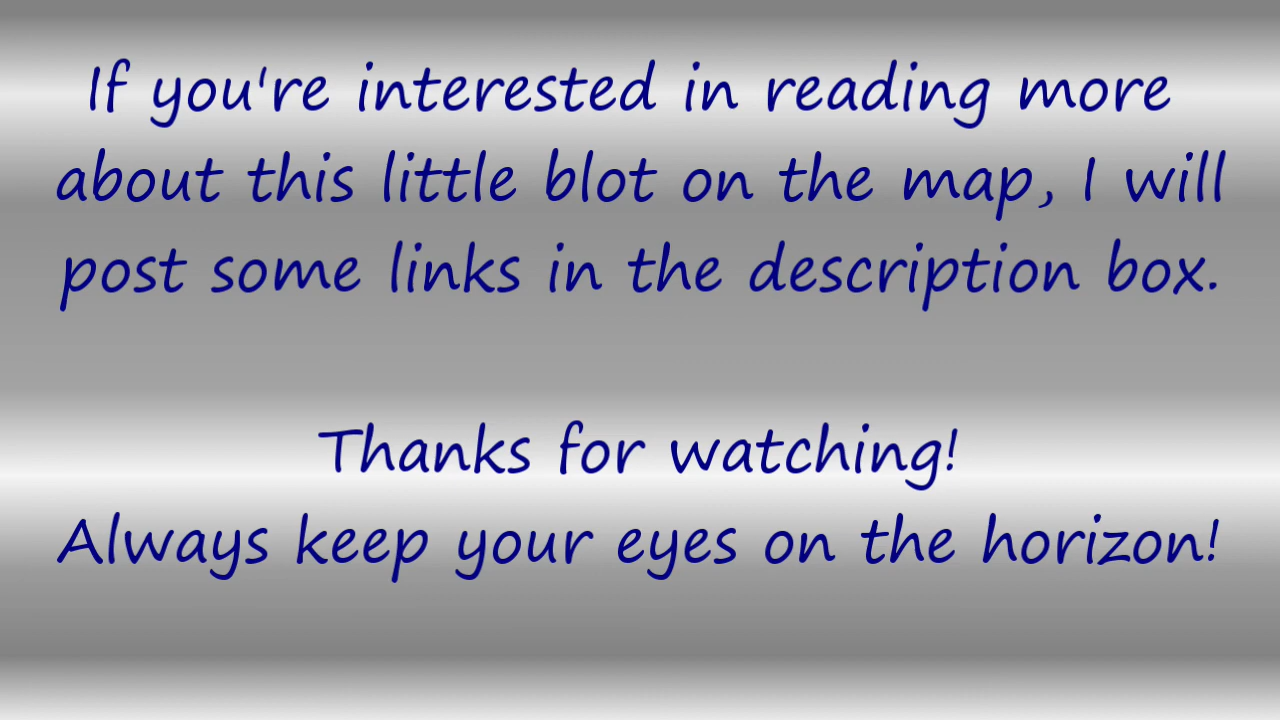 If you're interested in reading more
about this little blot on the map, I will
post some links in the description box.
Thanks for watching!
Always keep your eyes on the horizon!